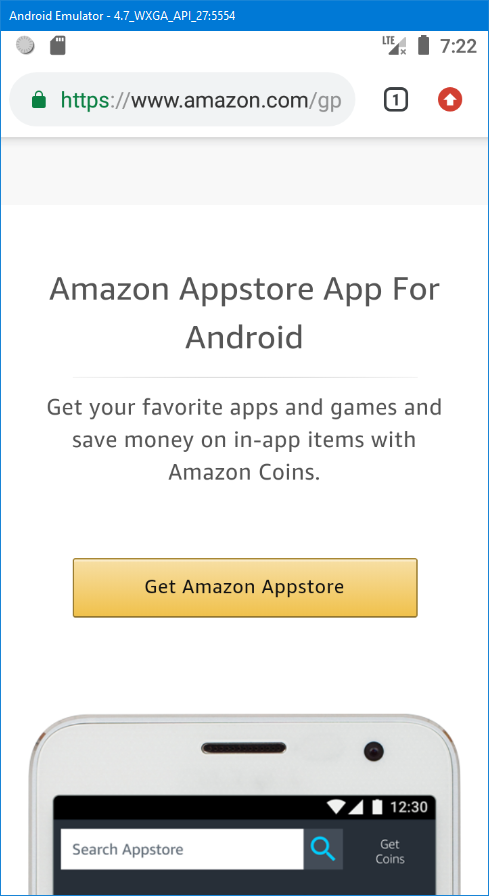 Android Emulator - 4.7_WXGA_API_27:5554
LTE 7:22
https://www.amazon.com/gp 1
Amazon Appstore App For
Android
Get your favorite apps and games and
save money on in-app items with
Amazon Coins.
Get Amazon Appstore
12:30
Search Appstore
Get
Coins